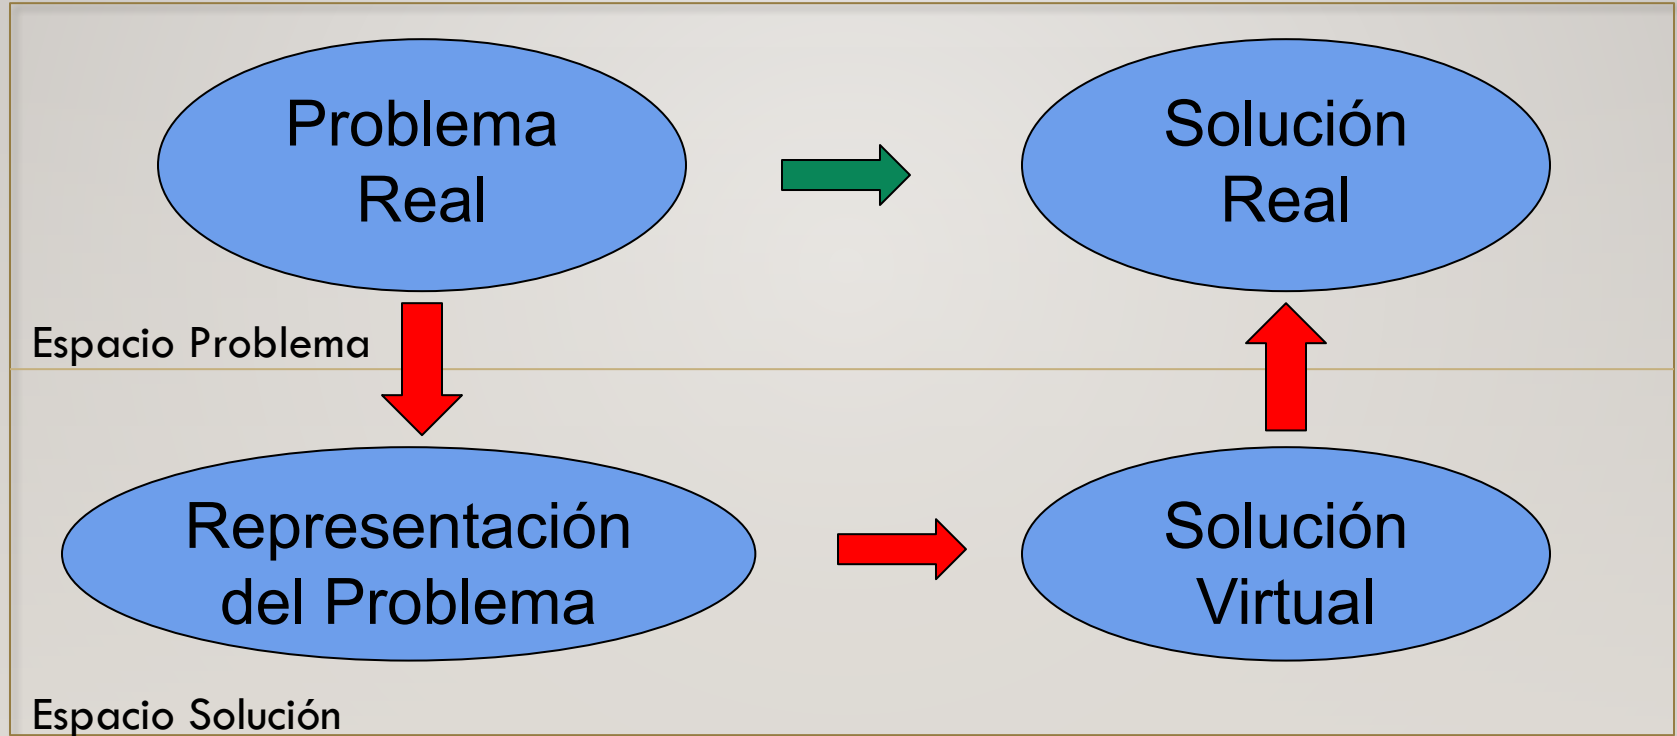 Problema
Real
Solución
Real
Espacio Problema
Representación
del Problema
Solución
Virtual
Espacio Solución